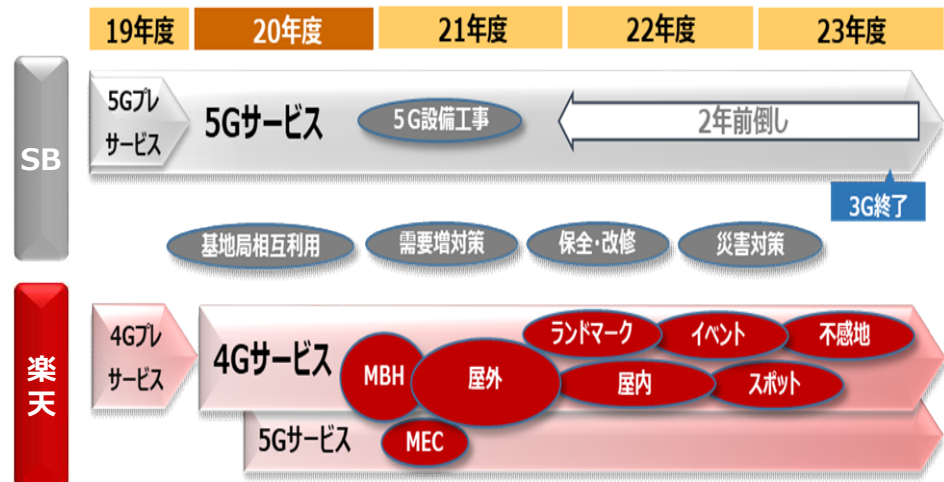 19年度 20年度 21年度 22年度 23年度
SB
5Gプレ
サービス
5Gサービス
5G設備工事
2年前倒し
3G終了
基地局相互利用 需要増対策 保全・改修 災害対策
楽
天
4Gプレ
サービス
4Gサービス
MBH
屋外
ランドマーク イベント 不感地
屋内 スポット
5Gサービス
MEC